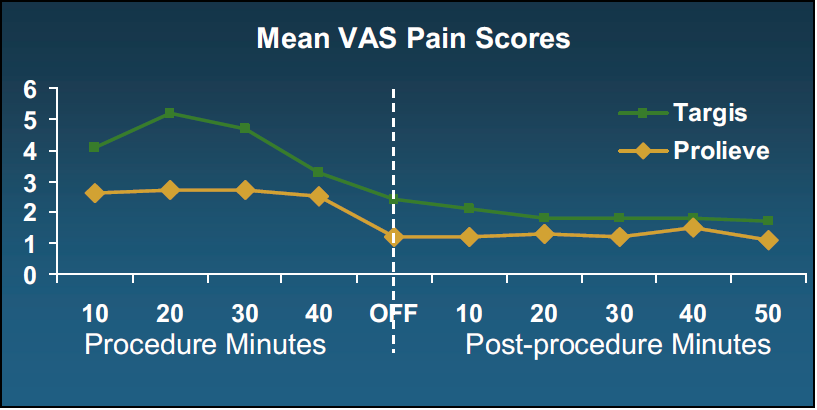 Mean VAS Pain Scores
6
5
4
3
2
1
0
Targis
Prolieve
10 20 30 40 OFF 10 20 30 40 50
Procedure Minutes Post-procedure Minutes